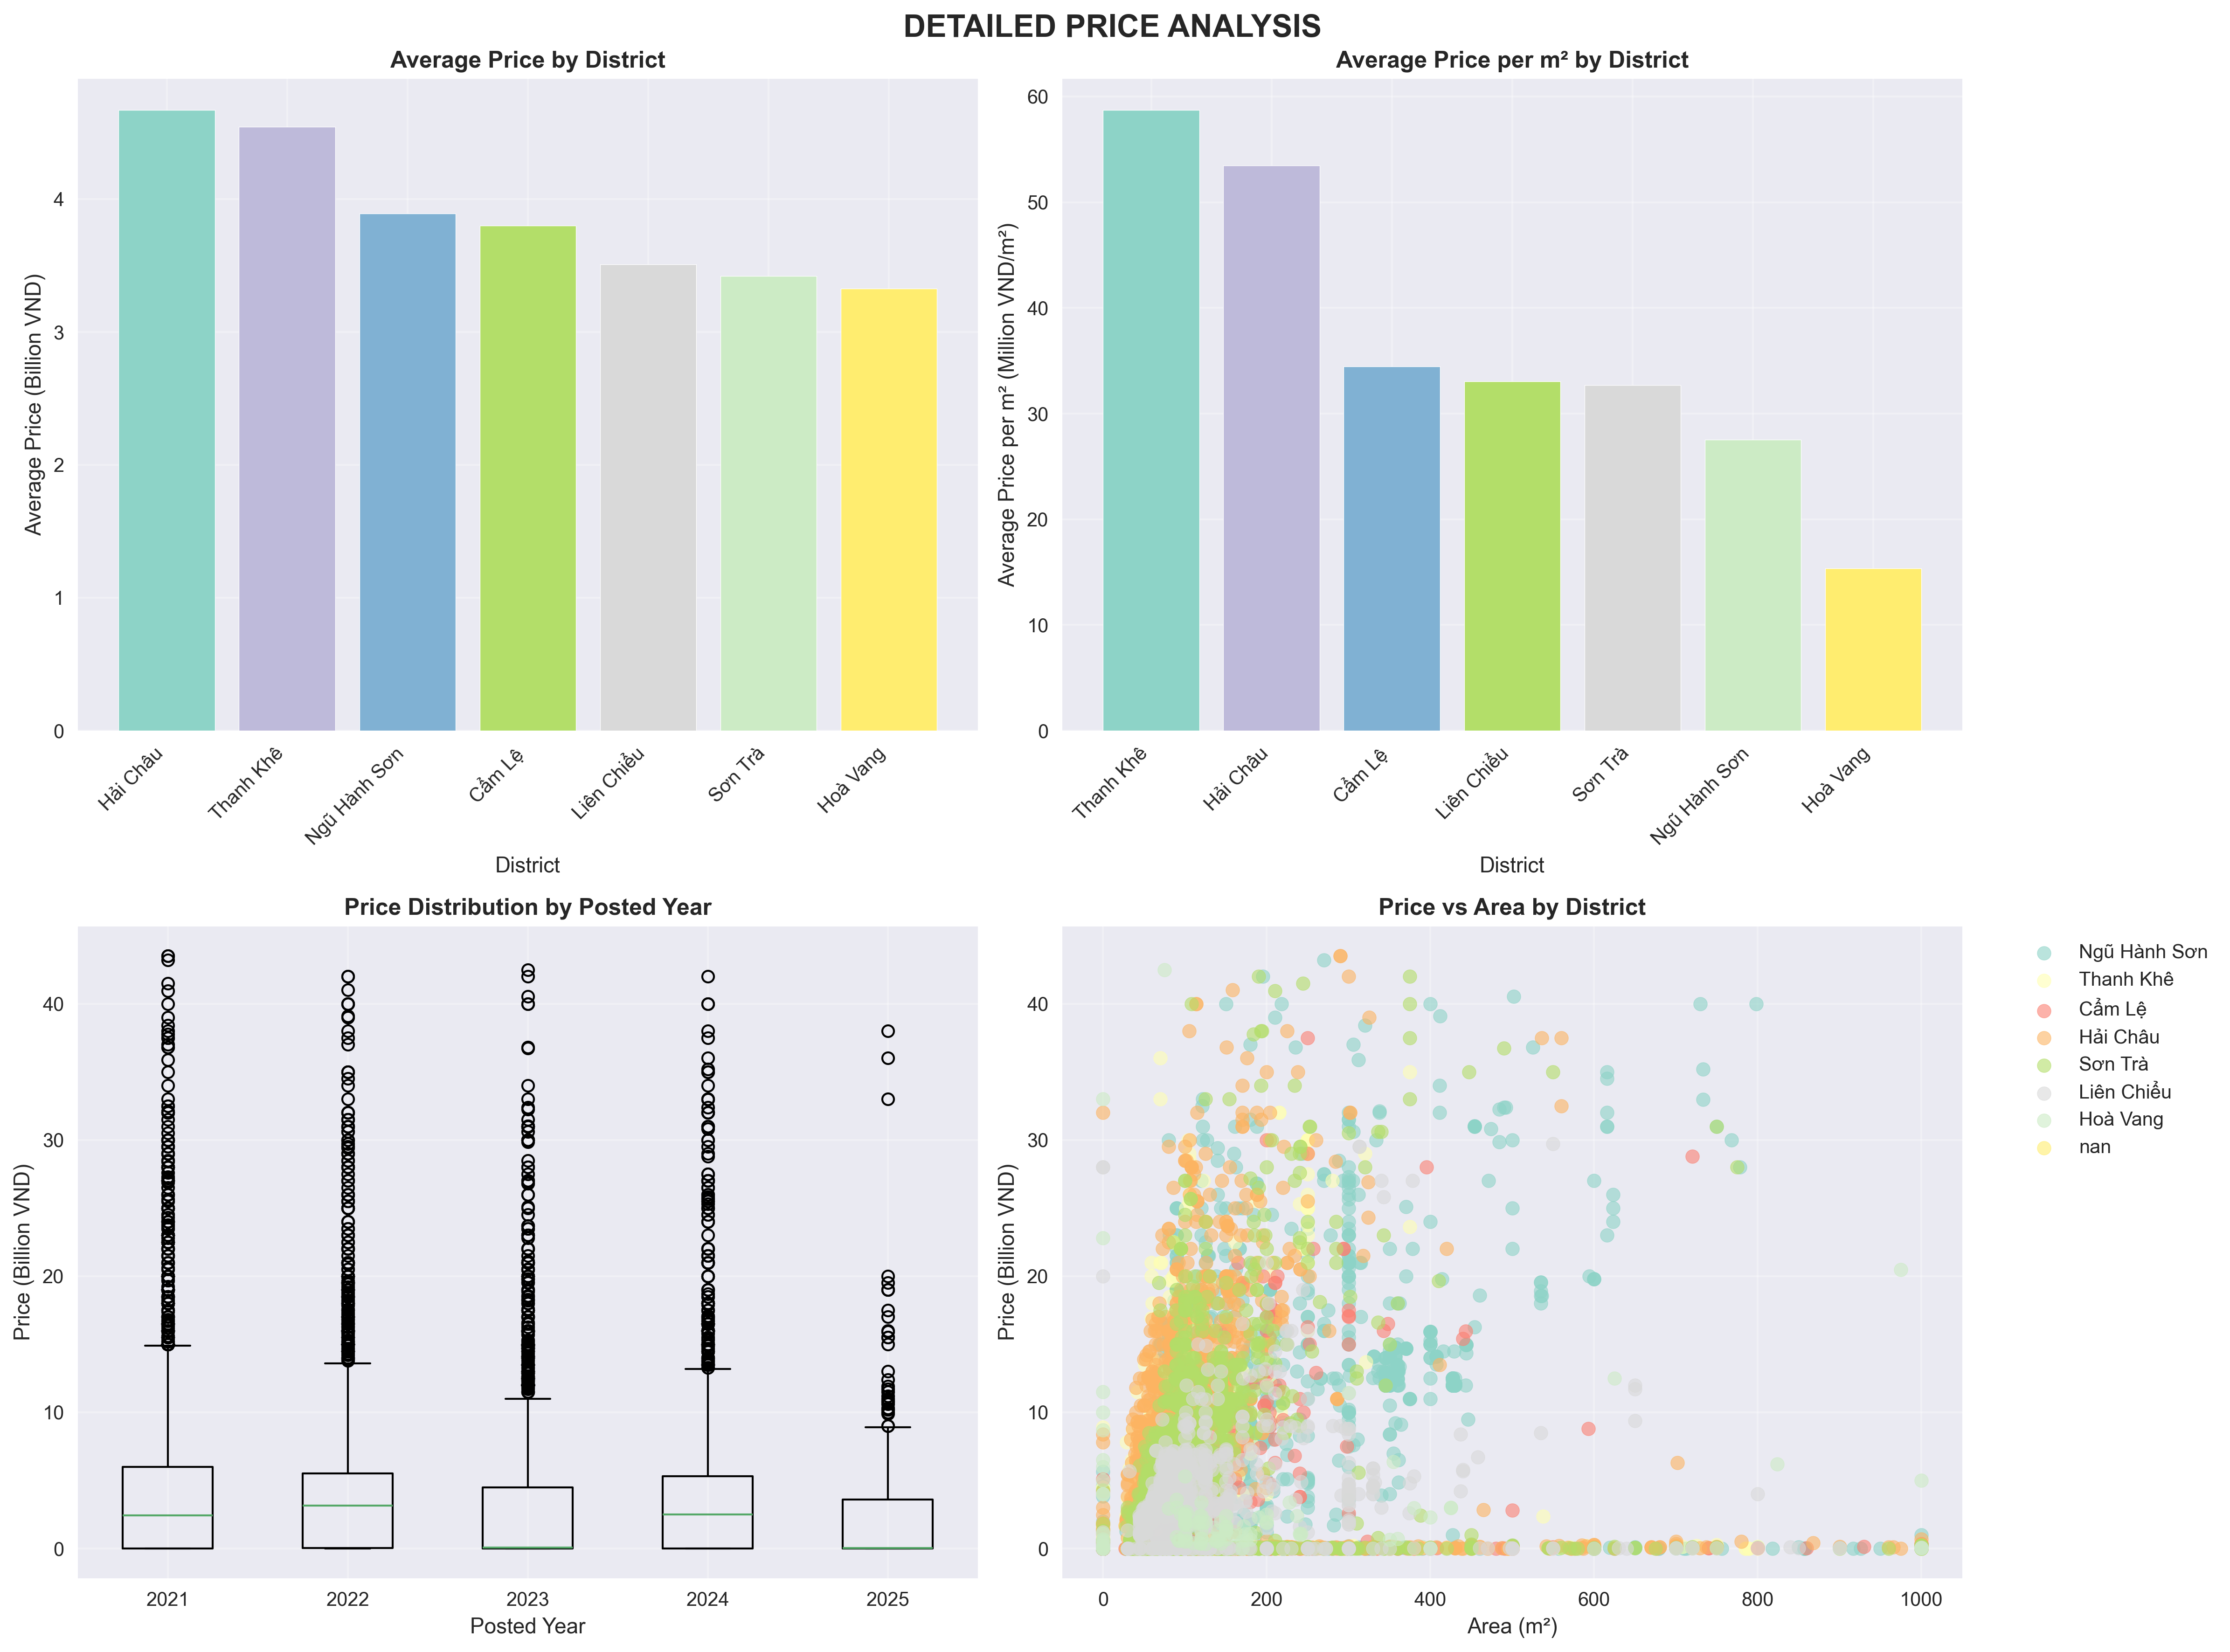 DETAILED PRICE ANALYSIS
Average Price by District
Average Price (Billion VND)
4
3
2
1
0
Hải Châu
Thanh Khê
Ngũ Hành Sơn
Cẩm Lệ
Liên Chiểu
Sơn Trà
Hoà Vang
District
Average Price per m² by District
Average Price per m² (Million VND/m²)
60
50
40
30
20
10
0
Thanh Khê
Hải Châu
Cẩm Lệ
Liên Chiểu
Sơn Trà
Ngũ Hành Sơn
Hoà Vang
District
Price Distribution by Posted Year
Price (Billion VND)
40
30
20
10
0
2021
2022
2023
2024
2025
Posted Year
Price vs Area by District
Price (Billion VND)
40
30
20
10
0
0
200
400
600
800
1000
Area (m²)
Ngũ Hành Sơn
Thanh Khê
Cẩm Lệ
Hải Châu
Sơn Trà
Liên Chiểu
Hoà Vang
nan